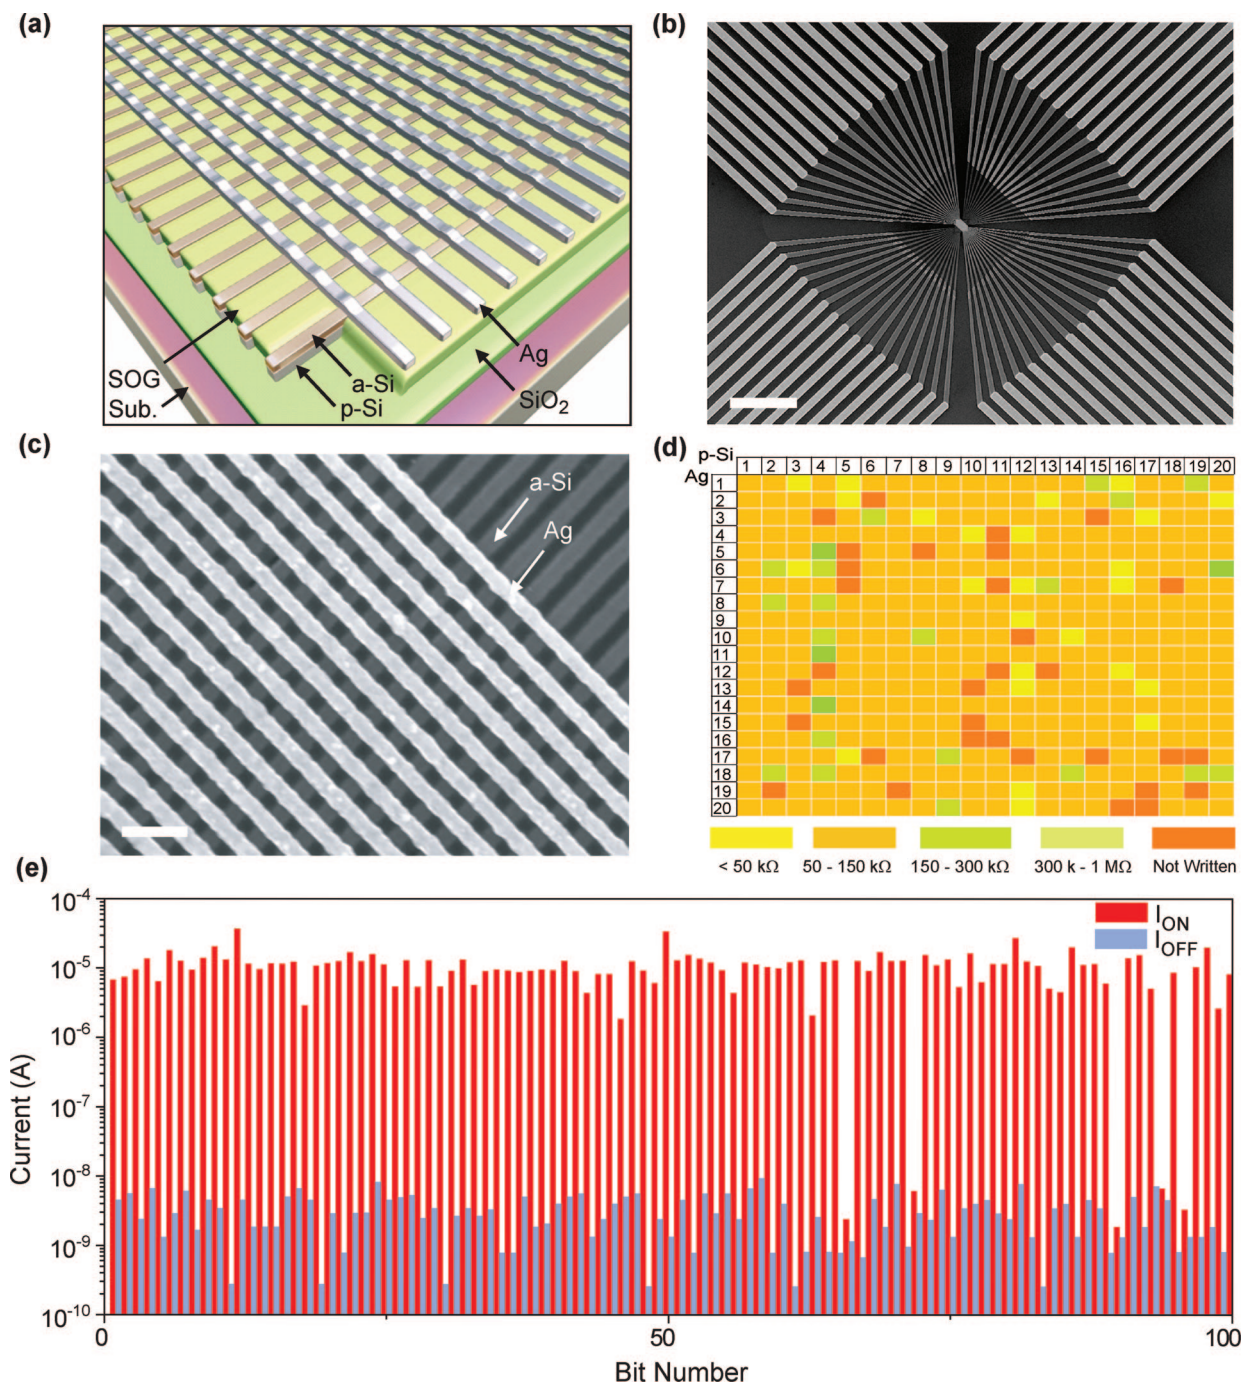 (a)
SOG
Sub.
p-Si
a-Si
SiO₂
Ag
(b)
(c)
a-Si
Ag
(d)
p-Si
Ag
1 2 3 4 5 6 7 8 9 10 11 12 13 14 15 16 17 18 19 20
1
2
3
4
5
6
7
8
9
10
11
12
13
14
15
16
17
18
19
20
< 50 kΩ 50 - 150 kΩ 150 - 300 kΩ 300 k - 1 MΩ Not Written
(e)
I_ON
I_OFF
Current (A)
10⁻⁴
10⁻⁵
10⁻⁶
10⁻⁷
10⁻⁸
10⁻⁹
10⁻¹⁰
0 50 100
Bit Number